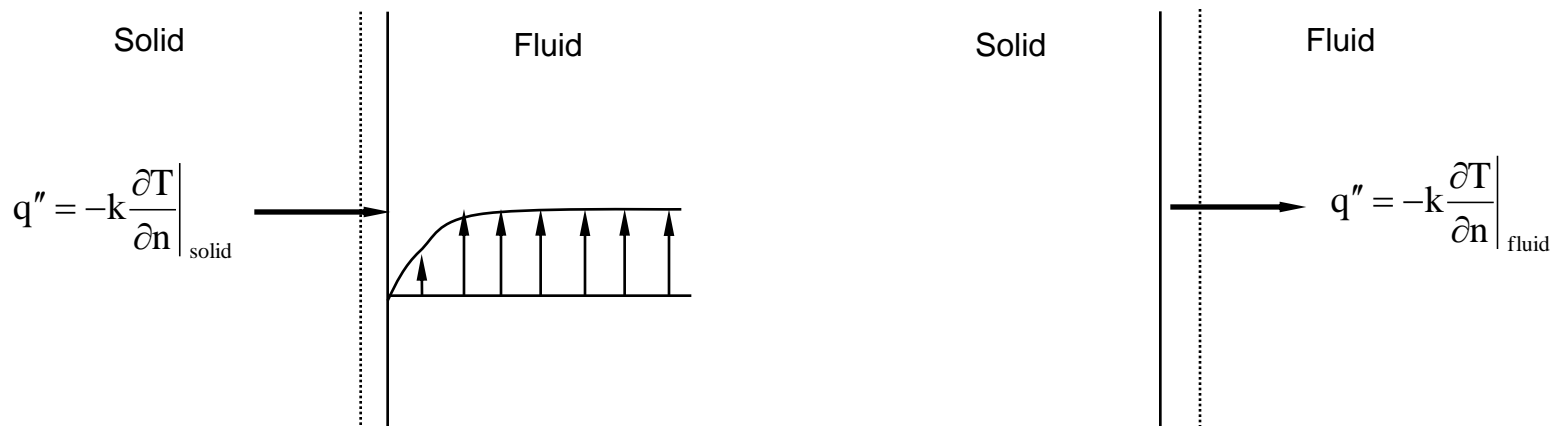 Solid Fluid Solid Fluid
q″ = −k ∂T/∂n|solid q″ = −k ∂T/∂n|fluid